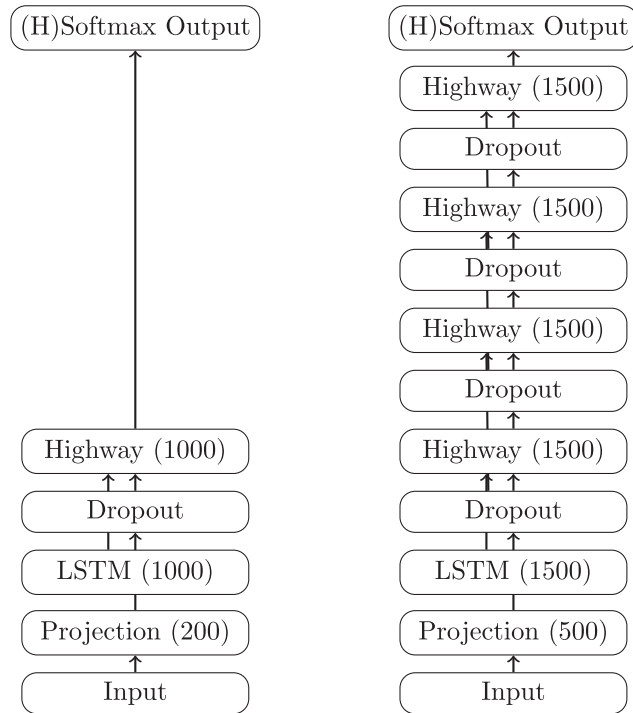 (H)Softmax Output
Highway (1000)
Dropout
LSTM (1000)
Projection (200)
Input
(H)Softmax Output
Highway (1500)
Dropout
Highway (1500)
Dropout
Highway (1500)
Dropout
Highway (1500)
Dropout
LSTM (1500)
Projection (500)
Input